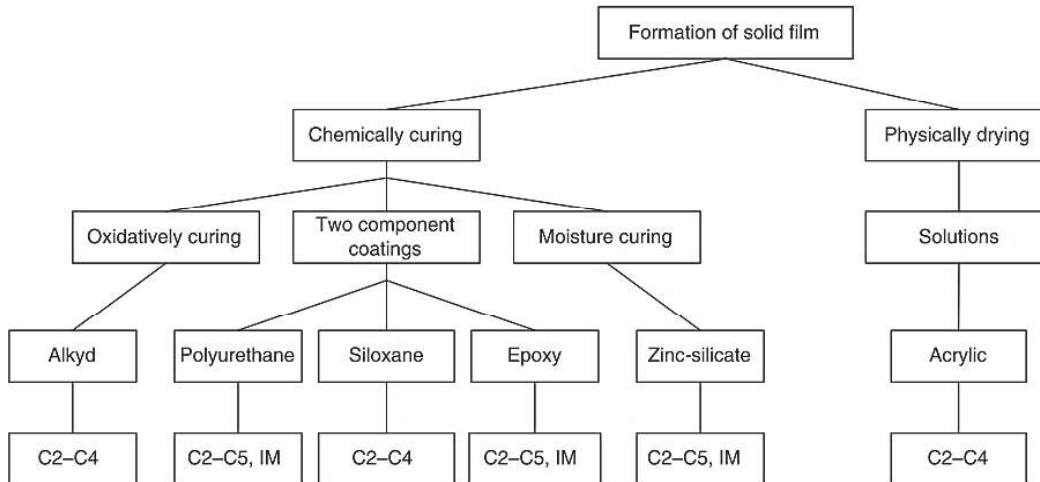 Formation of solid film
Chemically curing
Physically drying
Oxidatively curing
Two component
coatings
Moisture curing
Solutions
Alkyd
Polyurethane
Siloxane
Epoxy
Zinc-silicate
Acrylic
C2–C4
C2–C5, IM
C2–C4
C2–C5, IM
C2–C5, IM
C2–C4